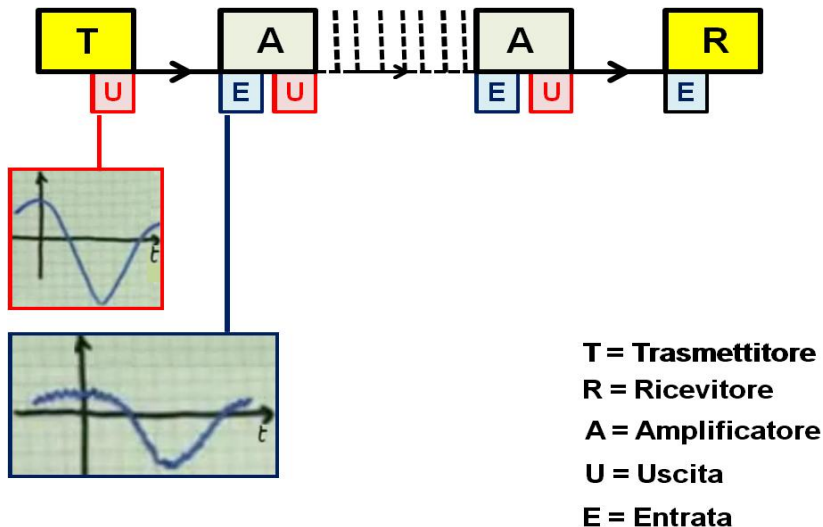 T A A R
U E U E U E
t
t
T = Trasmettitore
R = Ricevitore
A = Amplificatore
U = Uscita
E = Entrata